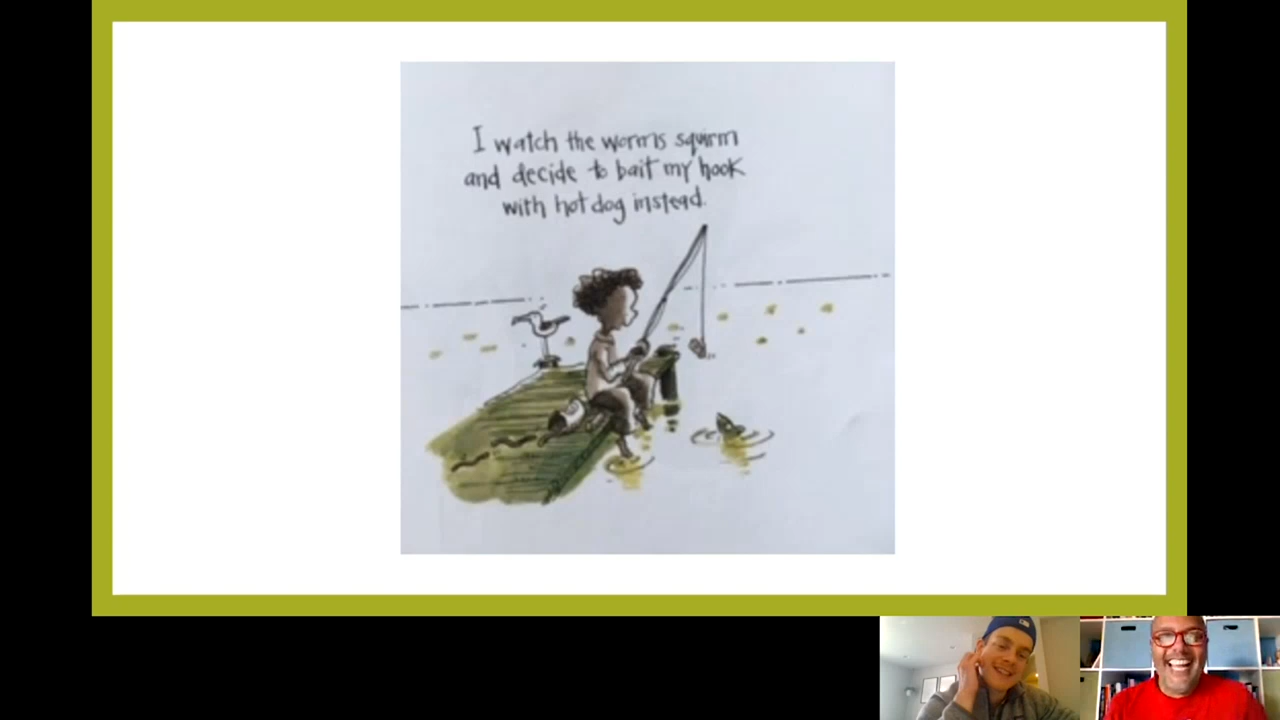 I watch the worms squirm
and decide to bait my hook
with hot dog instead.